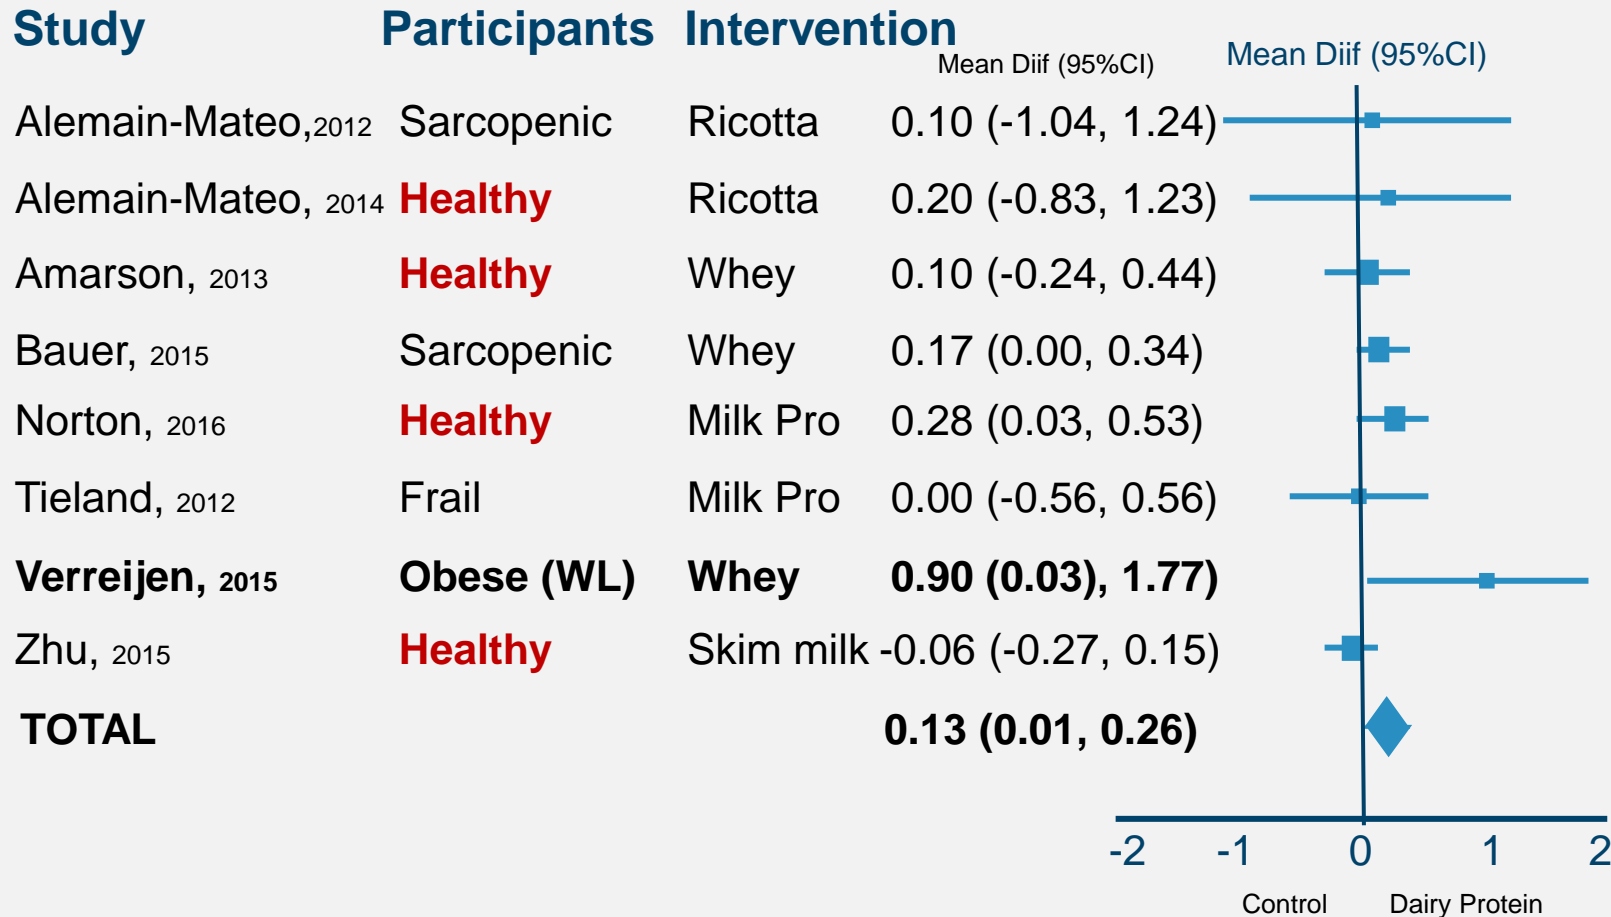 Study Participants Intervention
Mean Diif (95%CI) Mean Diif (95%CI)
Alemain-Mateo,2012 Sarcopenic Ricotta 0.10 (-1.04, 1.24)
Alemain-Mateo, 2014 Healthy Ricotta 0.20 (-0.83, 1.23)
Amarson, 2013 Healthy Whey 0.10 (-0.24, 0.44)
Bauer, 2015 Sarcopenic Whey 0.17 (0.00, 0.34)
Norton, 2016 Healthy Milk Pro 0.28 (0.03, 0.53)
Tieland, 2012 Frail Milk Pro 0.00 (-0.56, 0.56)
Verreijen, 2015 Obese (WL) Whey 0.90 (0.03), 1.77)
Zhu, 2015 Healthy Skim milk -0.06 (-0.27, 0.15)
TOTAL 0.13 (0.01, 0.26)
-2 -1 0 1 2
Control Dairy Protein